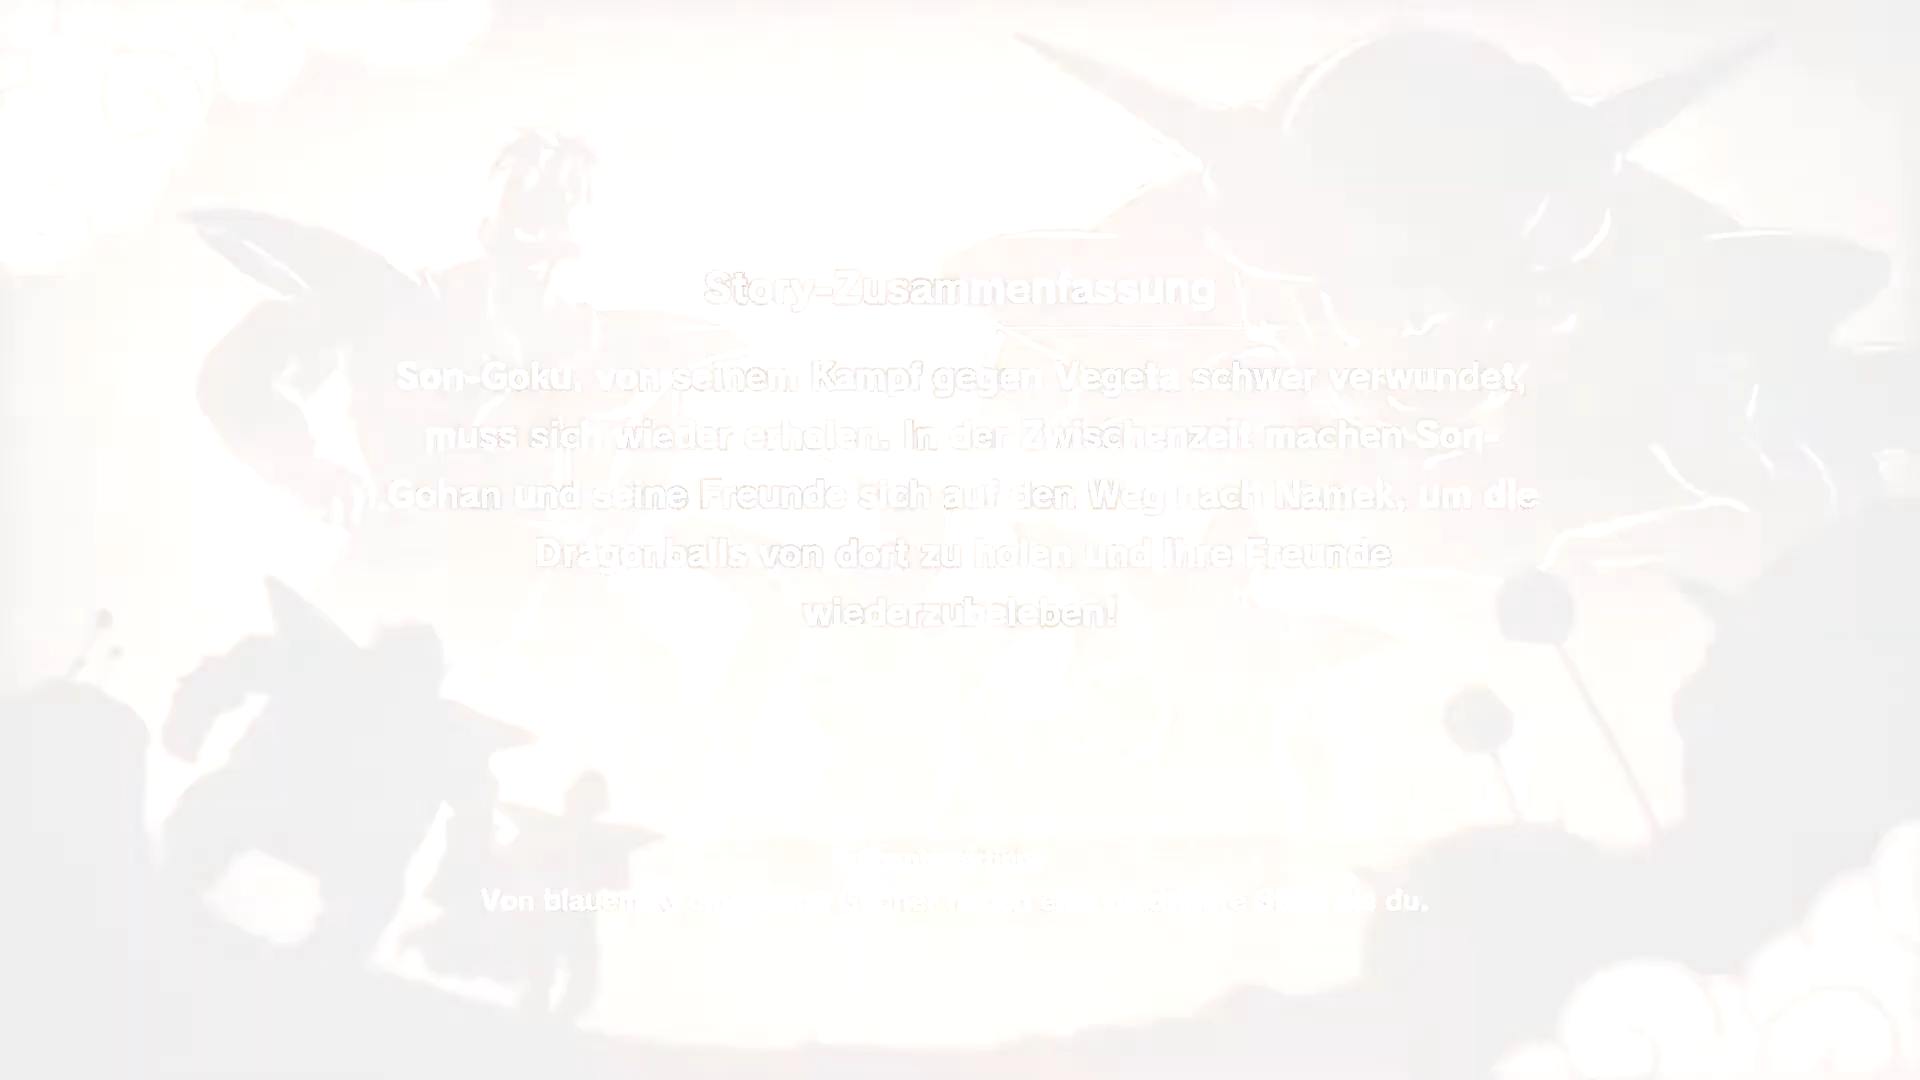 Story-Zusammenfassung
Son-Goku, von seinem Kampf gegen Vegeta schwer verwundet,
muss sich wieder erholen. In der Zwischenzeit machen Son-
Gohan und seine Freunde sich auf den Weg nach Namek, um die
Dragonballs von dort zu holen und ihre Freunde
wiederzubeleben!
Von blauem du.